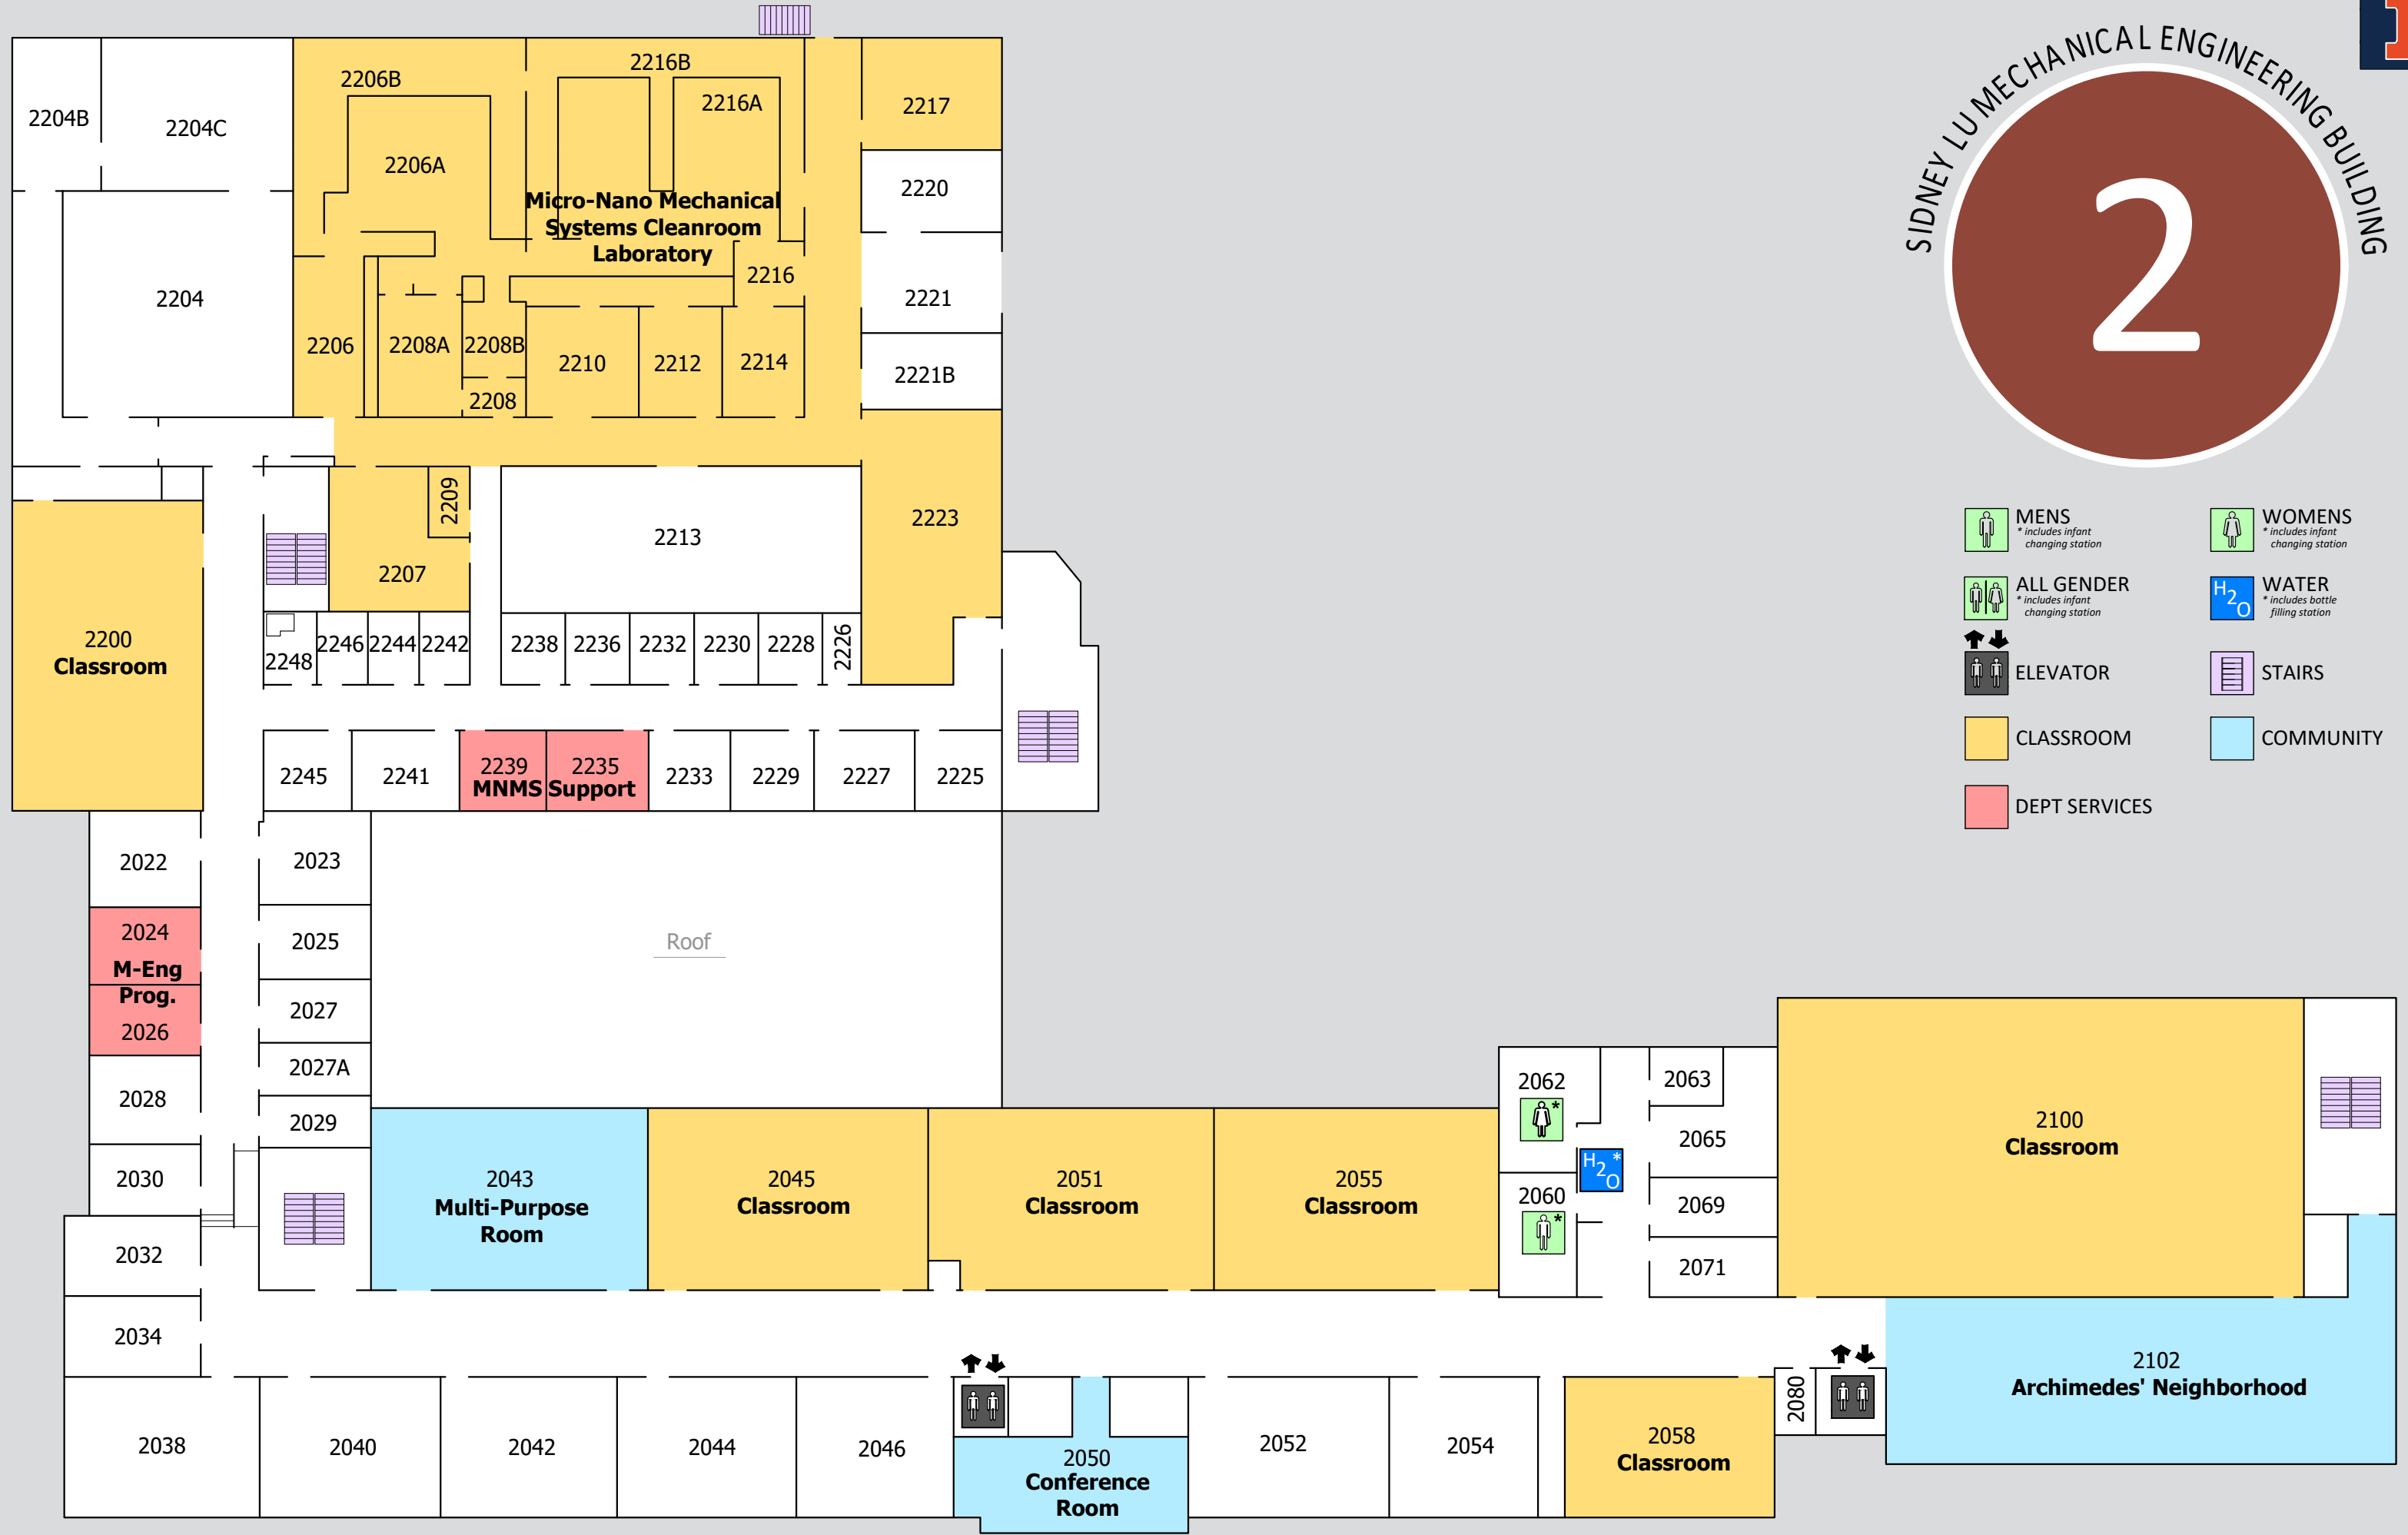 SIDNEY LU MECHANICAL ENGINEERING BUILDING
2
2204B
2204C
2206B
2216B
2216A
2217
2206A
2220
Micro-Nano Mechanical
Systems Cleanroom
Laboratory
2204
2216
2221
2206
2208A
2208B
2210
2212
2214
2221B
2208
2209
2213
2223
2207
2200
Classroom
2248
2246
2244
2242
2238
2236
2232
2230
2228
2226
2245
2241
2239
2235
MNMS Support
2233
2229
2227
2225
MENS
* includes infant
changing station
WOMENS
* includes infant
changing station
ALL GENDER
* includes infant
changing station
H2O
WATER
* includes bottle
filling station
ELEVATOR
STAIRS
CLASSROOM
COMMUNITY
DEPT SERVICES
2022
2023
2024
M-Eng
Prog.
2026
2025
2027
2027A
2028
2029
2030
2032
2034
Roof
2043
Multi-Purpose
Room
2045
Classroom
2051
Classroom
2055
Classroom
2062
*
2060
*
H2O*
2063
2065
2069
2071
2100
Classroom
2102
Archimedes' Neighborhood
2038
2040
2042
2044
2046
2050
Conference
Room
2052
2054
2058
Classroom
2080